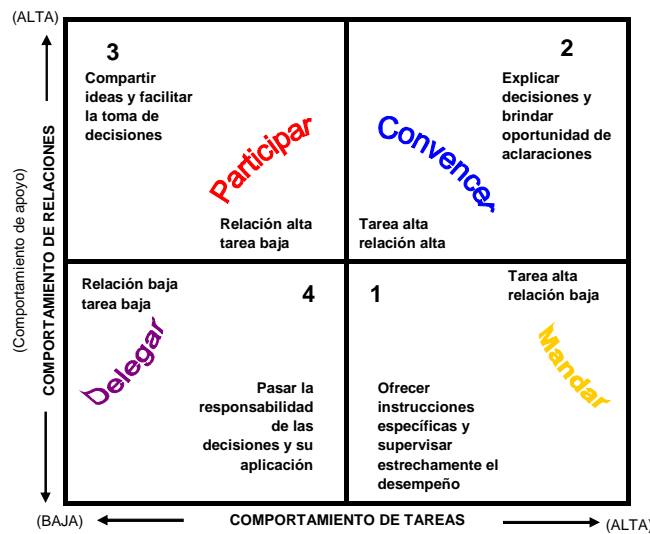 (ALTA)
(Comportamiento de apoyo)
COMPORTAMIENTO DE RELACIONES
3
Compartir
ideas y facilitar
la toma de
decisiones
Participar
Relación alta
tarea baja
2
Explicar
decisiones y
brindar
oportunidad de
aclaraciones
Convencer
Tarea alta
relación alta
Relación baja
tarea baja
4
Delegar
Pasar la
responsabilidad
de las
decisiones y su
aplicación
1
Tarea alta
relación baja
Mandar
Ofrecer
instrucciones
específicas y
supervisar
estrechamente el
desempeño
(BAJA)
COMPORTAMIENTO DE TAREAS
(ALTA)